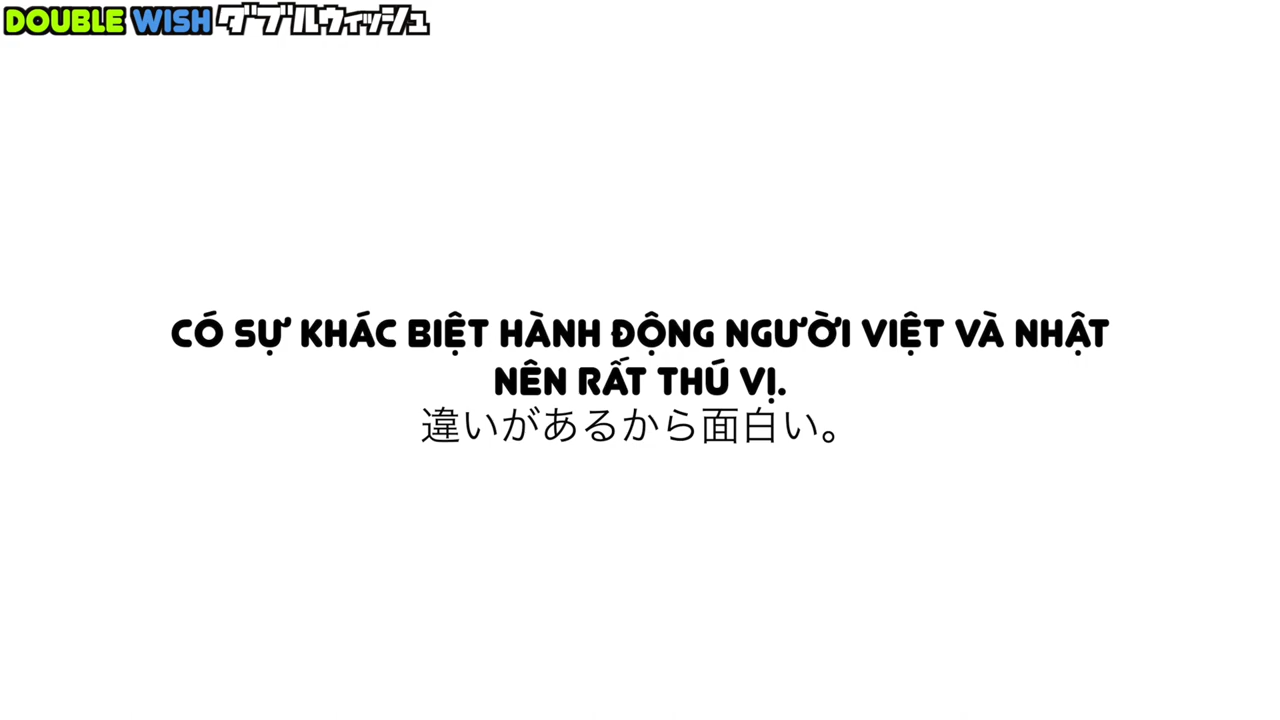 DOUBLE WISH ダブルウィッシュ
CÓ SỰ KHÁC BIỆT HÀNH ĐỘNG NGƯỜI VIỆT VÀ NHẬT
NÊN RẤT THÚ VỊ.
違いがあるから面白い。